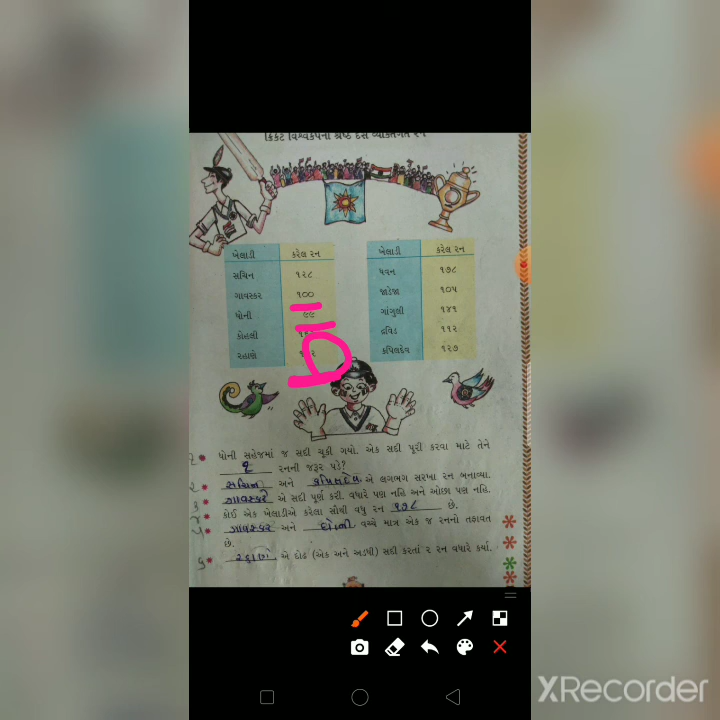 ક્રિકેટ વિશ્વકપના શ્રેષ્ઠ દસ વ્યક્તિગત રન
ખેલાડી કરેલ રન
સચિન ૧૨૮
ગાવસ્કર ૧૦૦
ધોની ૯૯
કોહલી
રહાણે
ખેલાડી કરેલ રન
પવન ૧૭૮
જાડેજા ૧૦૫
ગાંગુલી ૧૪૧
દ્રવિડ ૧૧૨
કપિલદેવ ૧૨૭
ધોની સહેજમાં જ સદી ચૂકી ગયો. એક સદી પૂરી કરવા માટે તેને
૧ રનની જરૂર પડે?
સચિન અને કપિલદેવ એ લગભગ સરખા રન બનાવ્યા.
ગાવસ્કર એ સદી પૂર્ણ કરી. વધારે પણ નહિ અને ઓછા પણ નહિ.
કોઈ એક ખેલાડીએ કરેલા સૌથી વધુ રન ૧૭૮ છે.
ગાવસ્કર અને ધોની વચ્ચે માત્ર એક જ રનનો તફાવત
છે.
રહાણે એ દોઢ (એક અને અડધી) સદી કરતાં ૨ રન વધારે કર્યા.
XRecorder